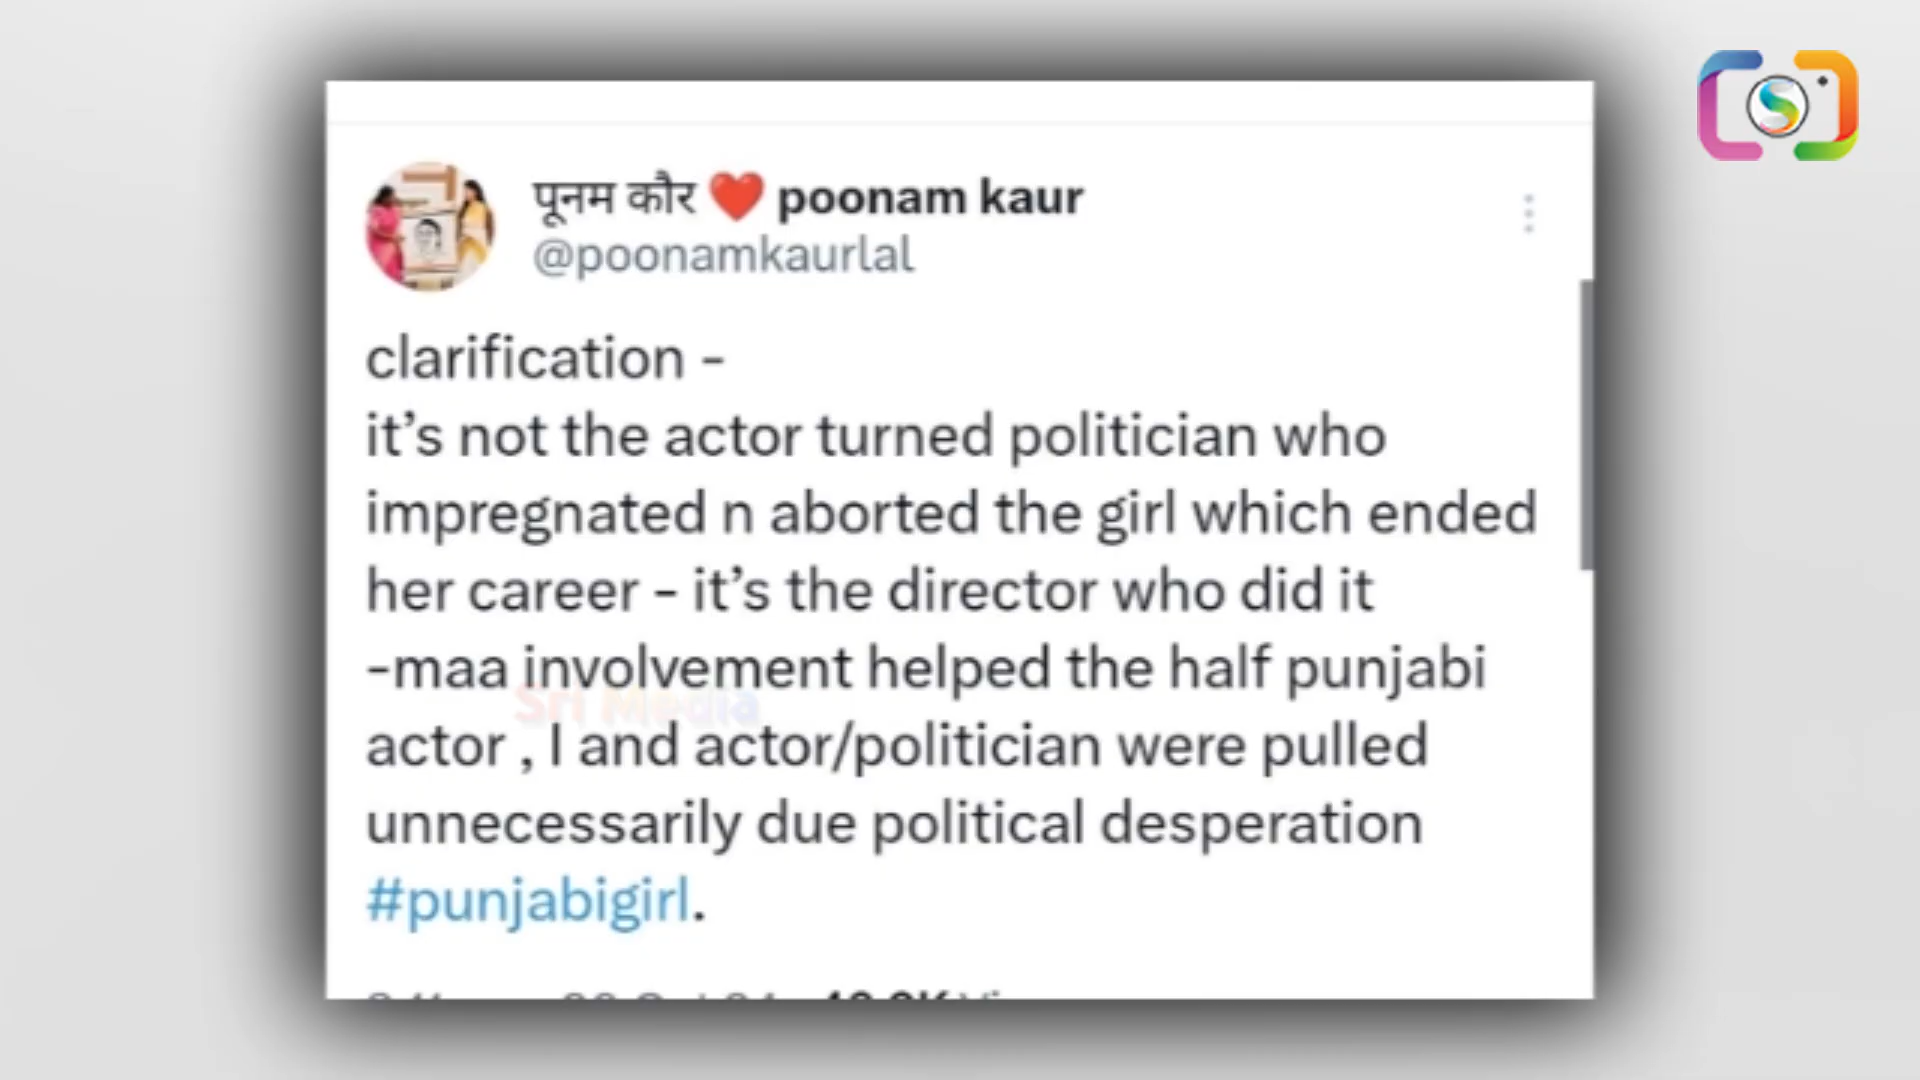 पूनम कौर ❤️ poonam kaur
@poonamkaurlal
clarification -
it's not the actor turned politician who
impregnated n aborted the girl which ended
her career - it's the director who did it
-maa involvement helped the half punjabi
actor , I and actor/politician were pulled
unnecessarily due political desperation
#punjabigirl.
Sri Media